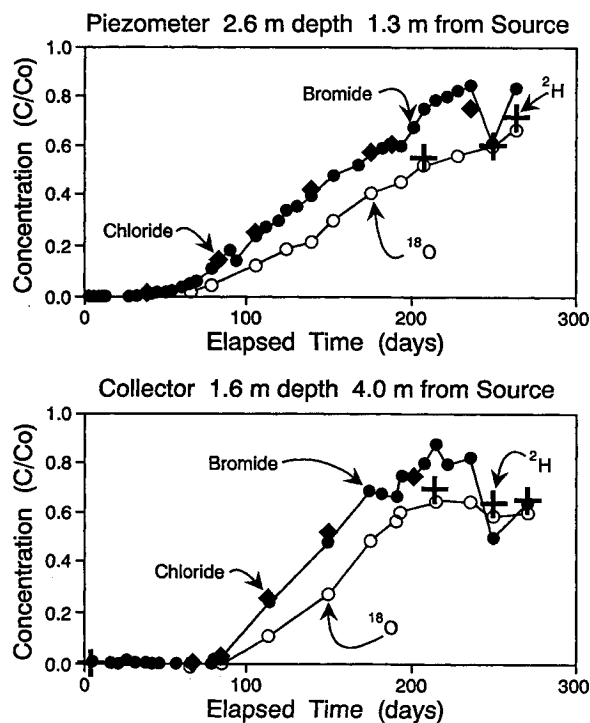 Piezometer 2.6 m depth 1.3 m from Source
Concentration (C/Co)
1.0
0.8
0.6
0.4
0.2
0.0
Bromide
²H
Chloride
¹⁸O
0
100
200
300
Elapsed Time (days)
Collector 1.6 m depth 4.0 m from Source
Concentration (C/Co)
1.0
0.8
0.6
0.4
0.2
0.0
Bromide
²H
Chloride
¹⁸O
0
100
200
300
Elapsed Time (days)